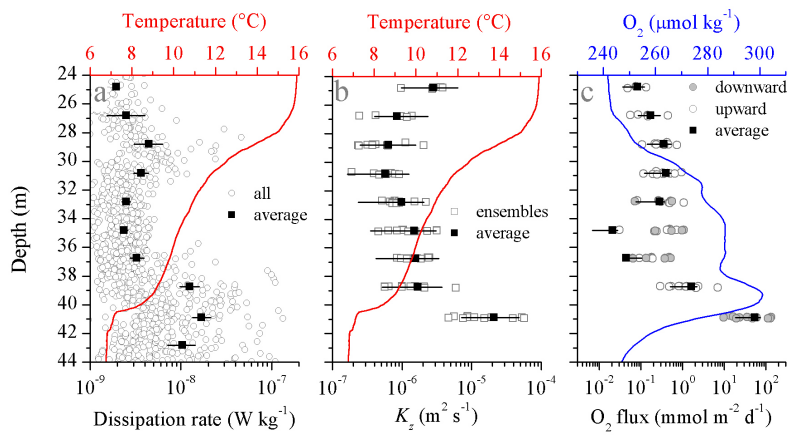 Temperature (°C)
6 8 10 12 14 16
Temperature (°C)
6 8 10 12 14 16
O2 (μmol kg-1)
240 255 270 285 300
24
26
28
30
32
34
36
38
40
42
44
Depth (m)
a
all
average
b
ensembles
average
c
downward
upward
average
10-9 10-8 10-7
Dissipation rate (W kg-1)
10-7 10-6 10-5 10-4
Kz (m2 s-1)
10-2 10-1 100 101 102
O2 flux (mmol m-2 d-1)